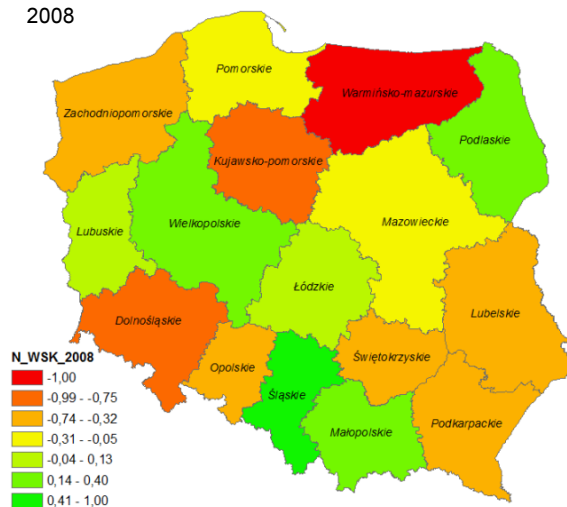 2008
Pomorskie
Warmińsko-mazurskie
Zachodniopomorskie
Podlaskie
Kujawsko-pomorskie
Mazowieckie
Wielkopolskie
Lubuskie
Łódzkie
Lubelskie
Dolnośląskie
Świętokrzyskie
Opolskie
Śląskie
Podkarpackie
Małopolskie
N_WSK_2008
-1,00
-0,99 - -0,75
-0,74 - -0,32
-0,31 - -0,05
-0,04 - 0,13
0,14 - 0,40
0,41 - 1,00